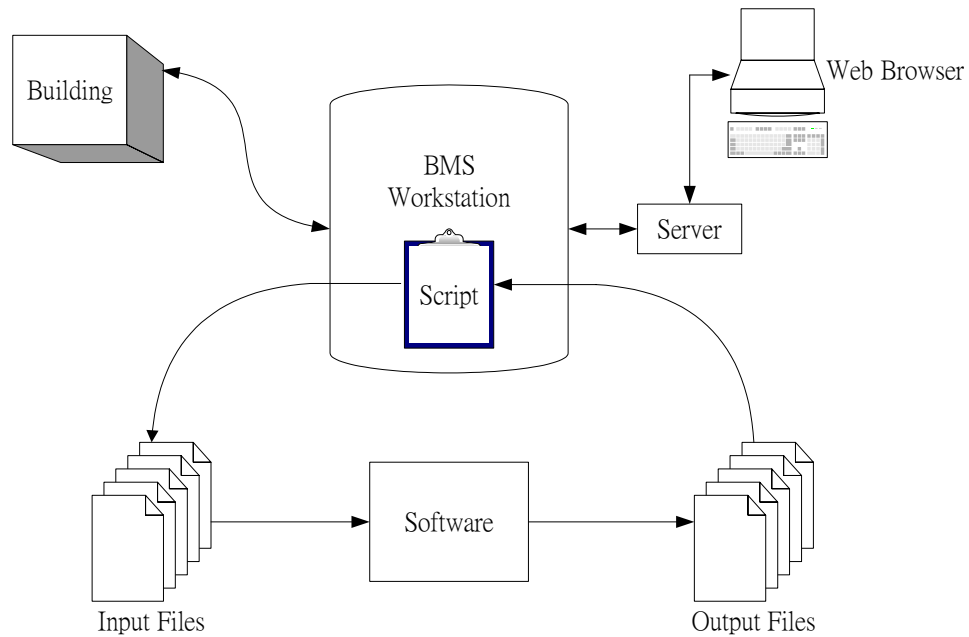 Building
Web Browser
BMS
Workstation
Server
Script
Software
Input Files
Output Files